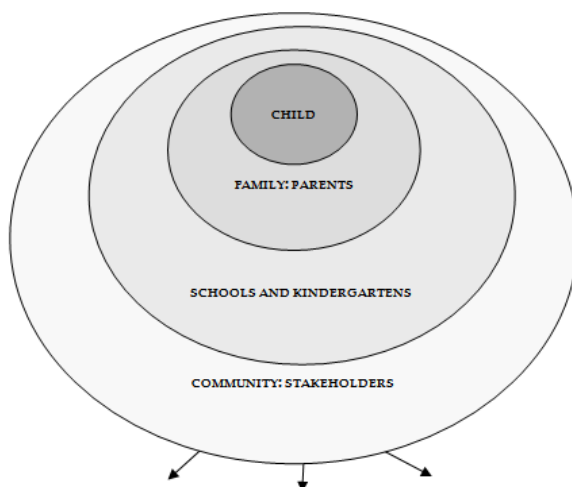 CHILD
FAMILY: PARENTS
SCHOOLS AND KINDERGARTENS
COMMUNITY: STAKEHOLDERS